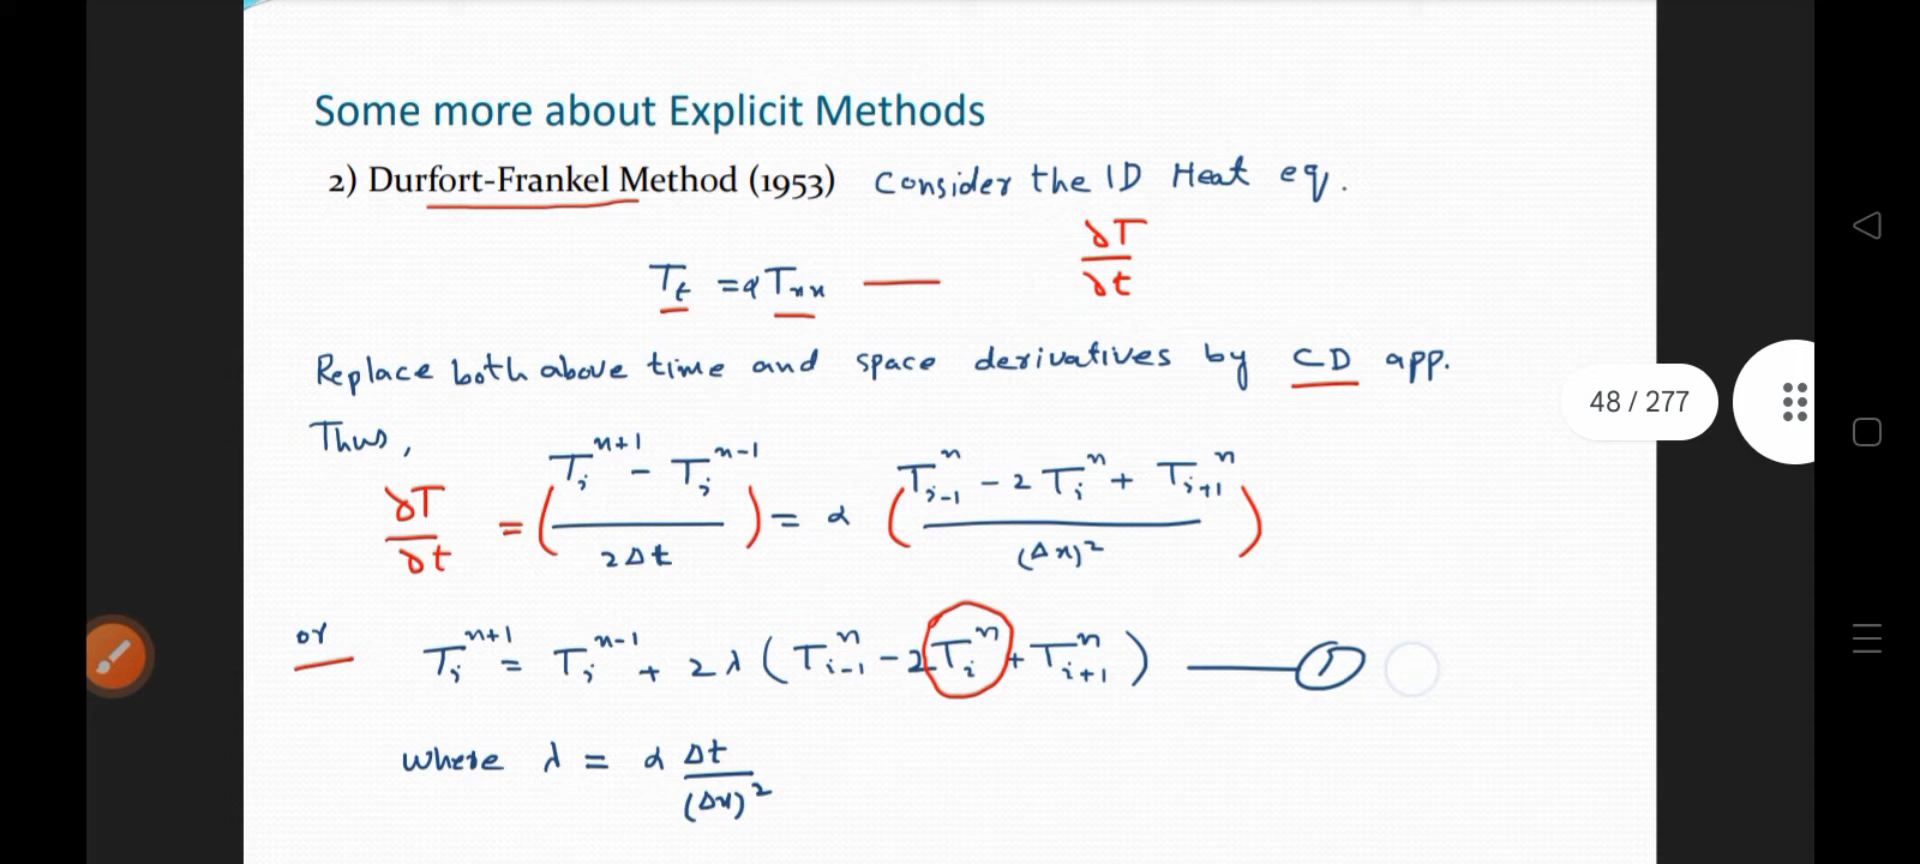 Some more about Explicit Methods
2) Durfort-Frankel Method (1953) Consider the 1D Heat eq.
∂T/∂t
T_t = α T_xx ——
Replace both above time and space derivatives by CD app.
Thus,
∂T/∂t = (T_i^{n+1} - T_i^{n-1} / 2Δt) = α (T_{i-1}^n - 2T_i^n + T_{i+1}^n / (Δx)^2)
48 / 277
or T_i^{n+1} = T_i^{n-1} + 2λ (T_{i-1}^n - 2T_i^n + T_{i+1}^n) —— ①
where λ = α Δt/(Δx)^2